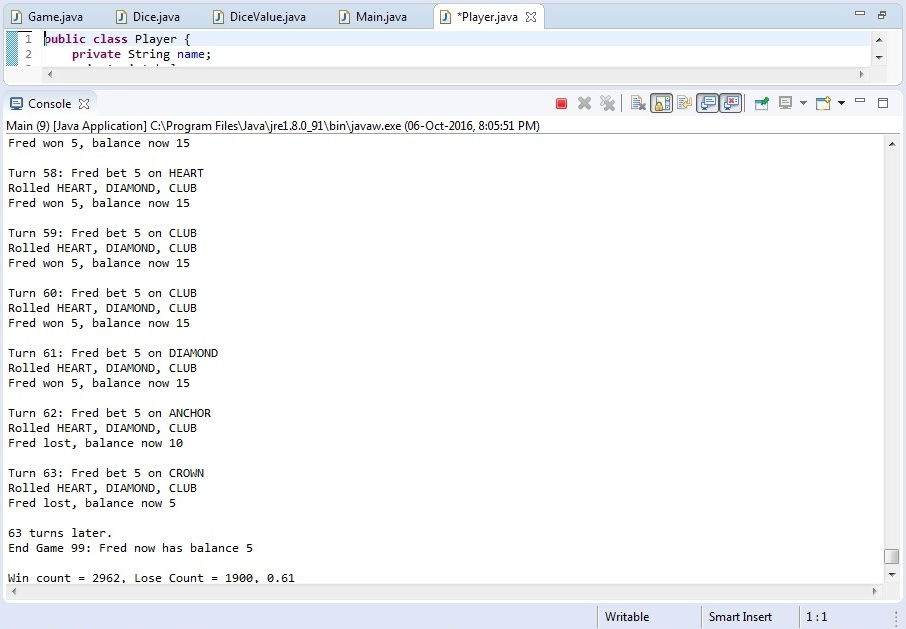 Game.java Dice.java DiceValue.java Main.java *Player.java
1 public class Player {
2 private String name;
Console
Main (9) [Java Application] C:\Program Files\Java\jre1.8.0_91\bin\javaw.exe (06-Oct-2016, 8:05:51 PM)
Fred won 5, balance now 15
Turn 58: Fred bet 5 on HEART
Rolled HEART, DIAMOND, CLUB
Fred won 5, balance now 15
Turn 59: Fred bet 5 on CLUB
Rolled HEART, DIAMOND, CLUB
Fred won 5, balance now 15
Turn 60: Fred bet 5 on CLUB
Rolled HEART, DIAMOND, CLUB
Fred won 5, balance now 15
Turn 61: Fred bet 5 on DIAMOND
Rolled HEART, DIAMOND, CLUB
Fred won 5, balance now 15
Turn 62: Fred bet 5 on ANCHOR
Rolled HEART, DIAMOND, CLUB
Fred lost, balance now 10
Turn 63: Fred bet 5 on CROWN
Rolled HEART, DIAMOND, CLUB
Fred lost, balance now 5
63 turns later.
End Game 99: Fred now has balance 5
Win count = 2962, Lose Count = 1900, 0.61
Writable Smart Insert 1 : 1